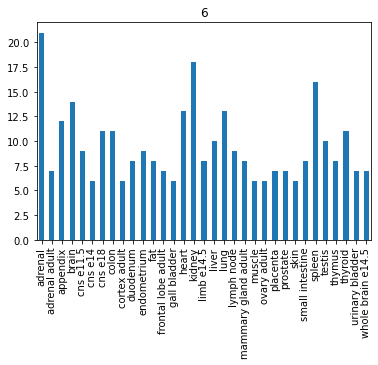 6
20.0
17.5
15.0
12.5
10.0
7.5
5.0
2.5
0.0
adrenal
adrenal adult
appendix
brain
cns e11.5
cns e14
cns e18
colon
cortex adult
duodenum
endometrium
fat
frontal lobe adult
gall bladder
heart
kidney
limb e14.5
liver
lung
lymph node
mammary gland adult
muscle
ovary adult
placenta
prostate
skin
small intestine
spleen
testis
thymus
thyroid
urinary bladder
whole brain e14.5